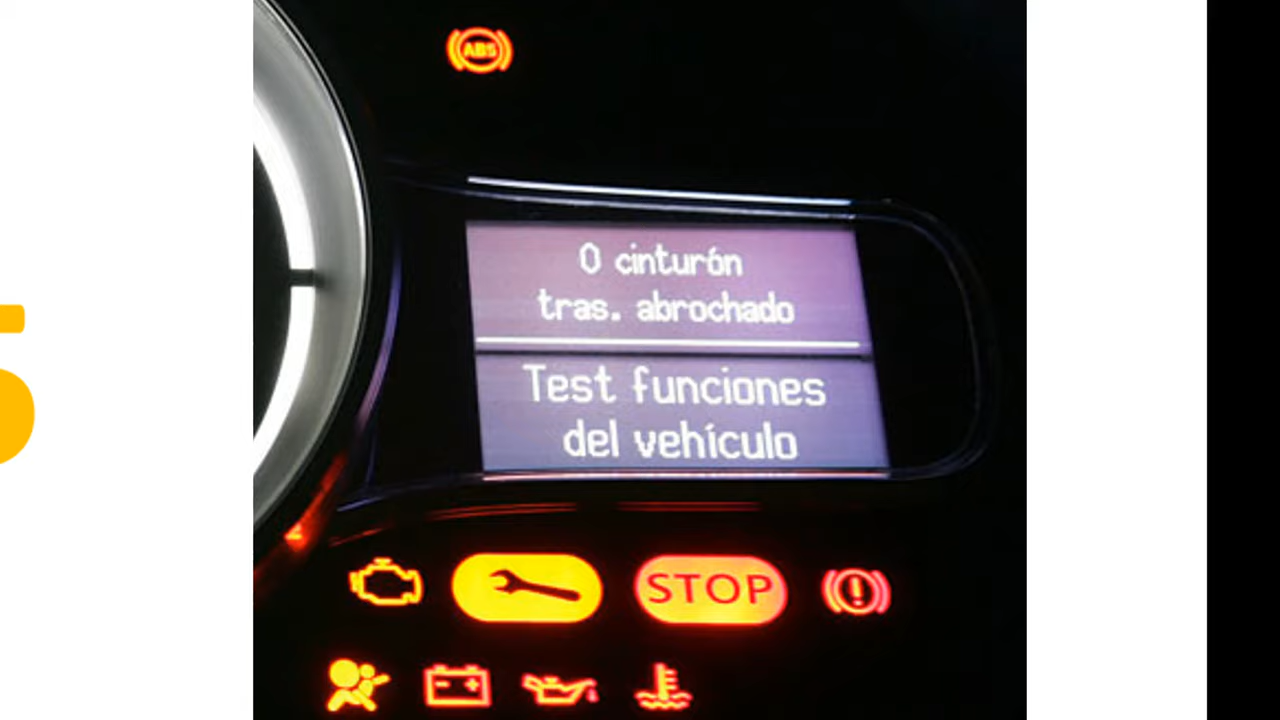 ABS
0 cinturón
tras. abrochado
Test funciones
del vehículo
STOP